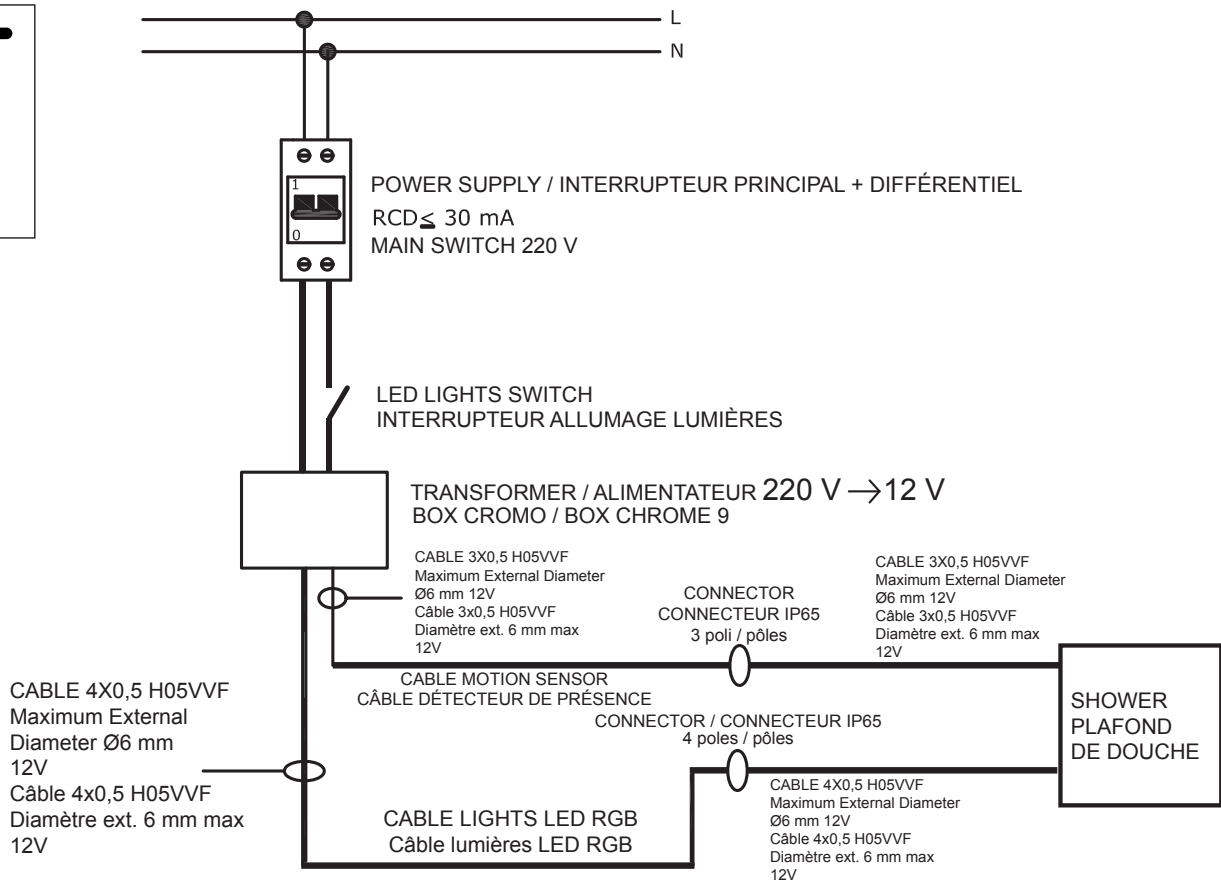 L
N
1
0
POWER SUPPLY / INTERRUPTEUR PRINCIPAL + DIFFÉRENTIEL
RCD≤ 30 mA
MAIN SWITCH 220 V
LED LIGHTS SWITCH
INTERRUPTEUR ALLUMAGE LUMIÈRES
TRANSFORMER / ALIMENTATEUR 220 V →12 V
BOX CROMO / BOX CHROME 9
CABLE 3X0,5 H05VVF
Maximum External Diameter
Ø6 mm 12V
Câble 3x0,5 H05VVF
Diamètre ext. 6 mm max
12V
CONNECTOR
CONNECTEUR IP65
3 poli / pôles
CABLE 3X0,5 H05VVF
Maximum External Diameter
Ø6 mm 12V
Câble 3x0,5 H05VVF
Diamètre ext. 6 mm max
12V
CABLE MOTION SENSOR
CÂBLE DÉTECTEUR DE PRÉSENCE
SHOWER
PLAFOND
DE DOUCHE
CABLE 4X0,5 H05VVF
Maximum External
Diameter Ø6 mm
12V
Câble 4x0,5 H05VVF
Diamètre ext. 6 mm max
12V
CONNECTOR / CONNECTEUR IP65
4 poles / pôles
CABLE LIGHTS LED RGB
Câble lumières LED RGB
CABLE 4X0,5 H05VVF
Maximum External Diameter
Ø6 mm 12V
Câble 4x0,5 H05VVF
Diamètre ext. 6 mm max
12V